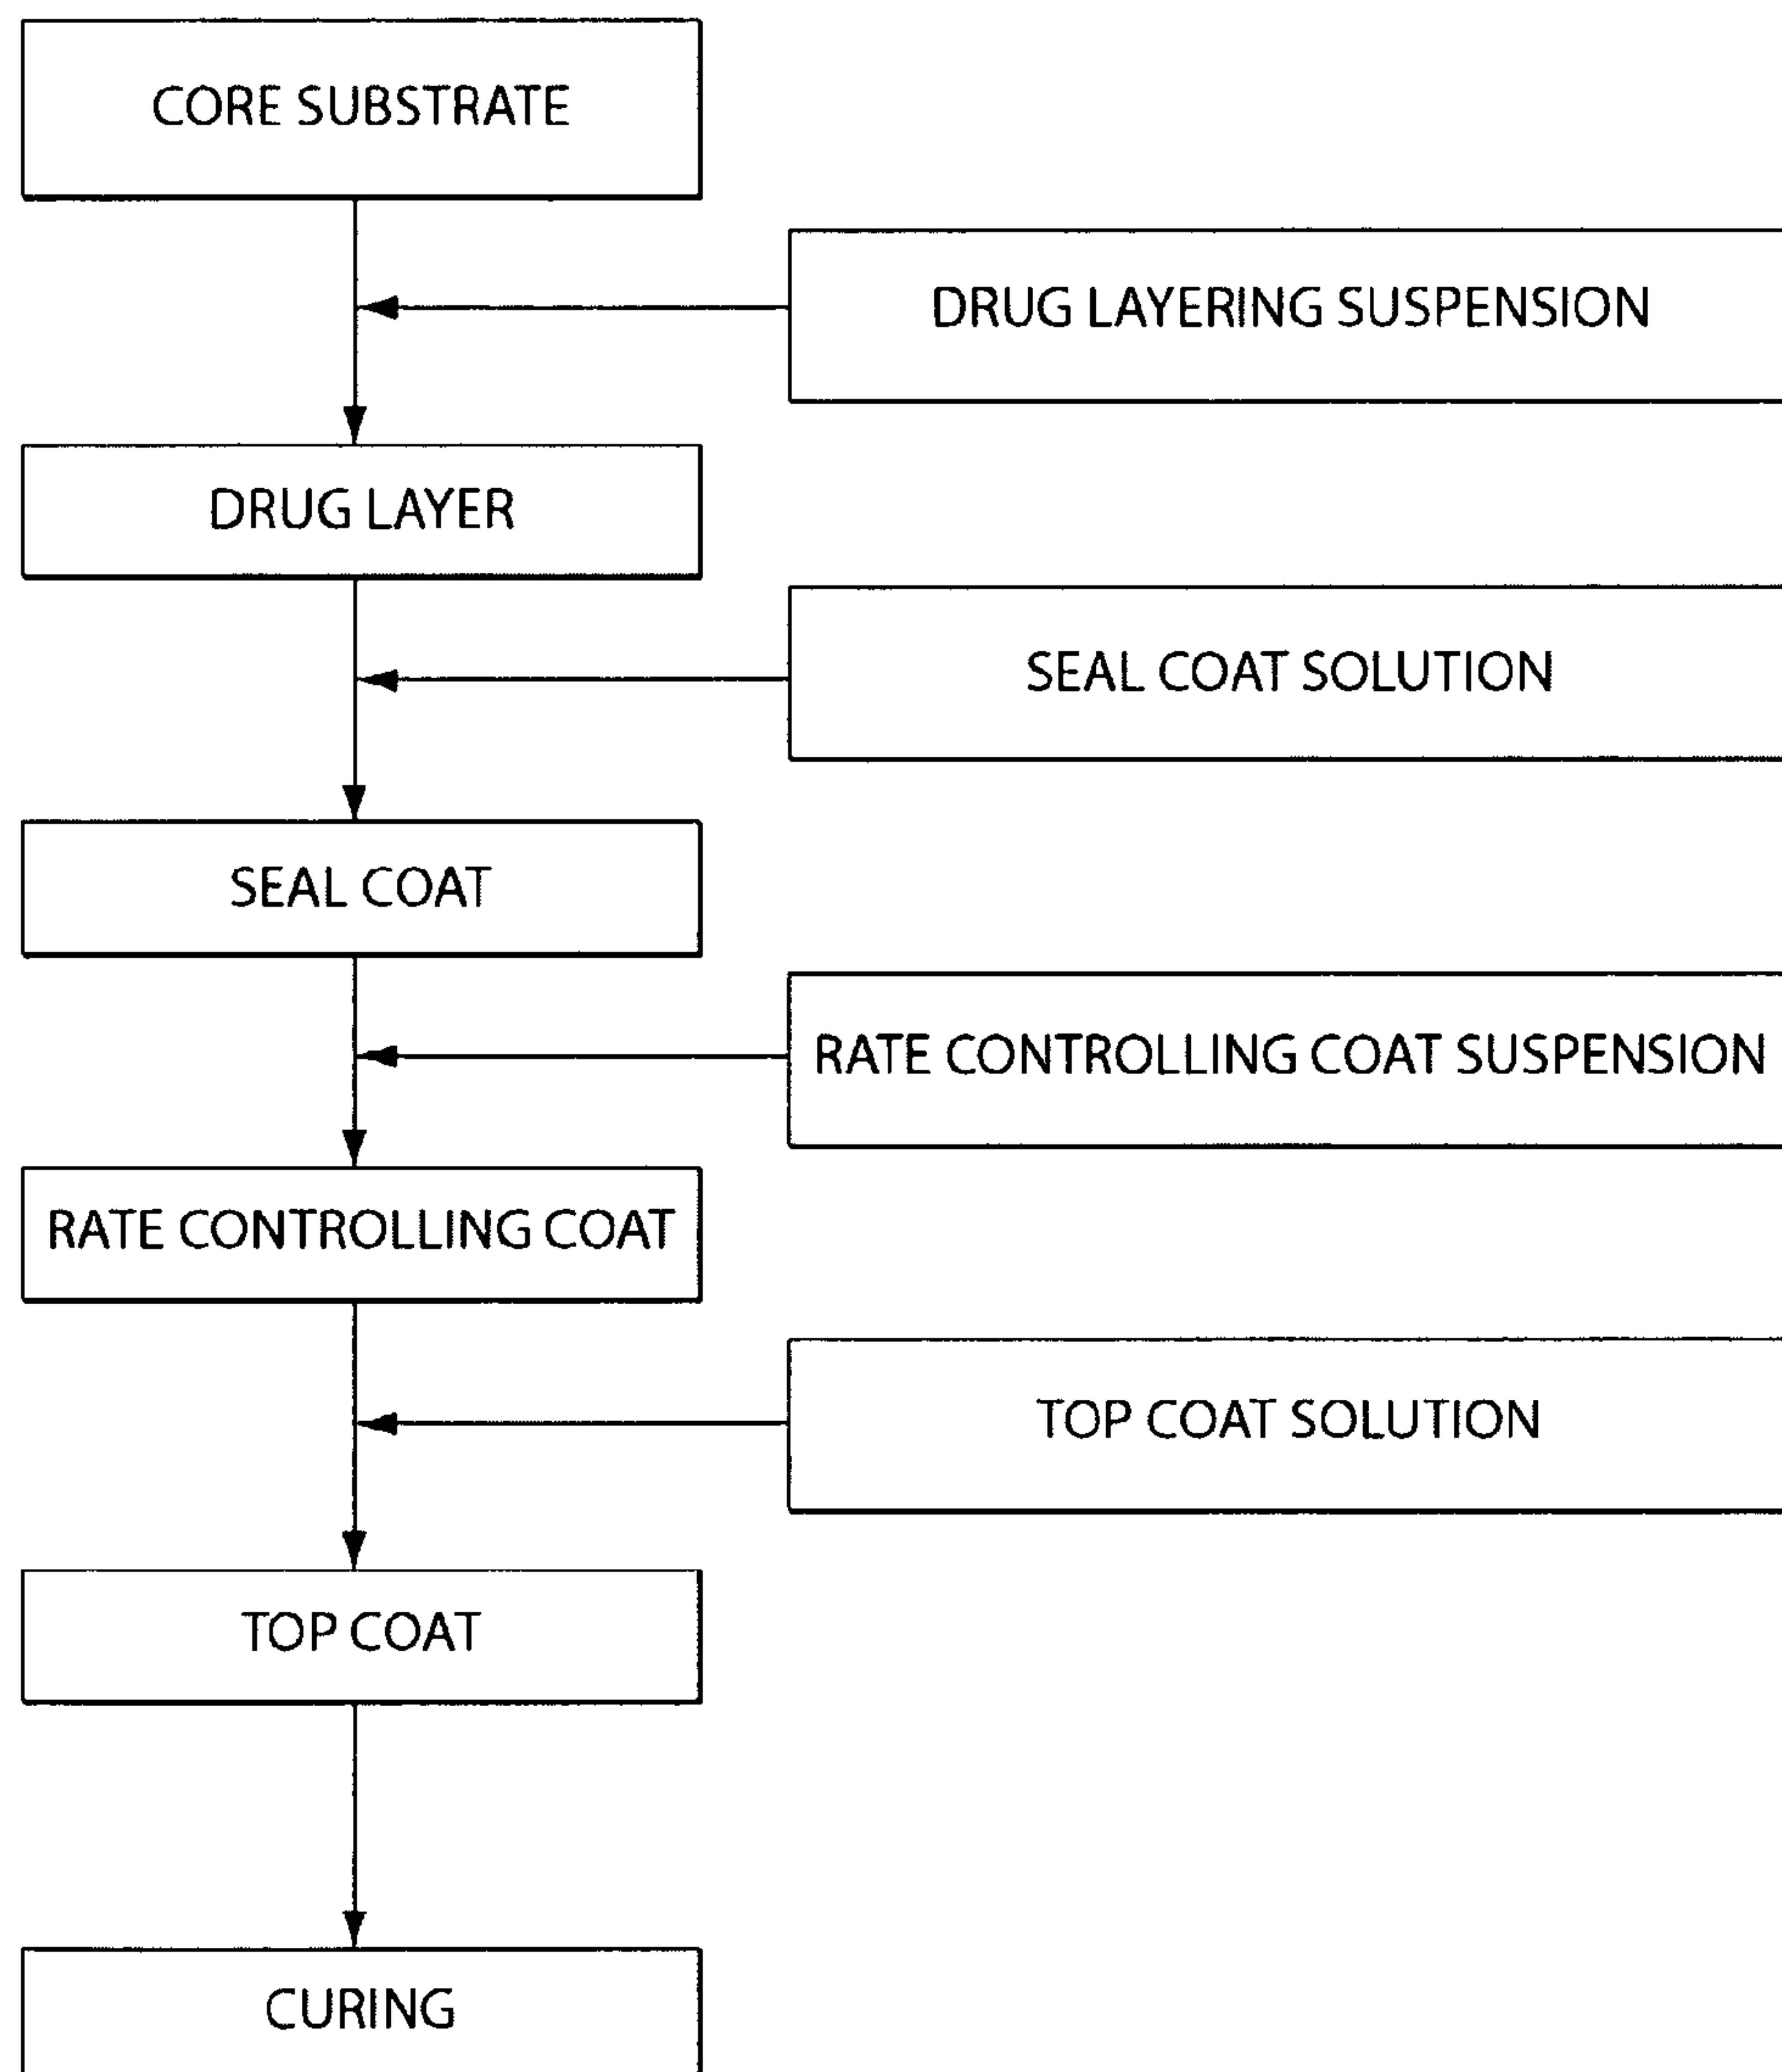 CORE SUBSTRATE
DRUG LAYERING SUSPENSION
DRUG LAYER
SEAL COAT SOLUTION
SEAL COAT
RATE CONTROLLING COAT SUSPENSION
RATE CONTROLLING COAT
TOP COAT SOLUTION
TOP COAT
CURING